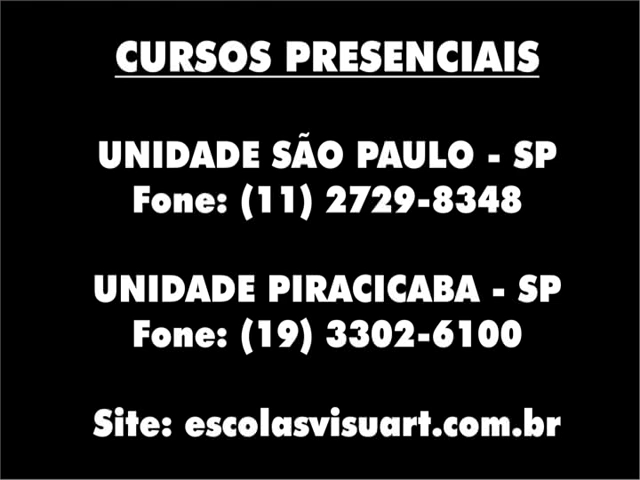 CURSOS PRESENCIAIS
UNIDADE SÃO PAULO - SP
Fone: (11) 2729-8348
UNIDADE PIRACICABA - SP
Fone: (19) 3302-6100
Site: escolasvisuart.com.br